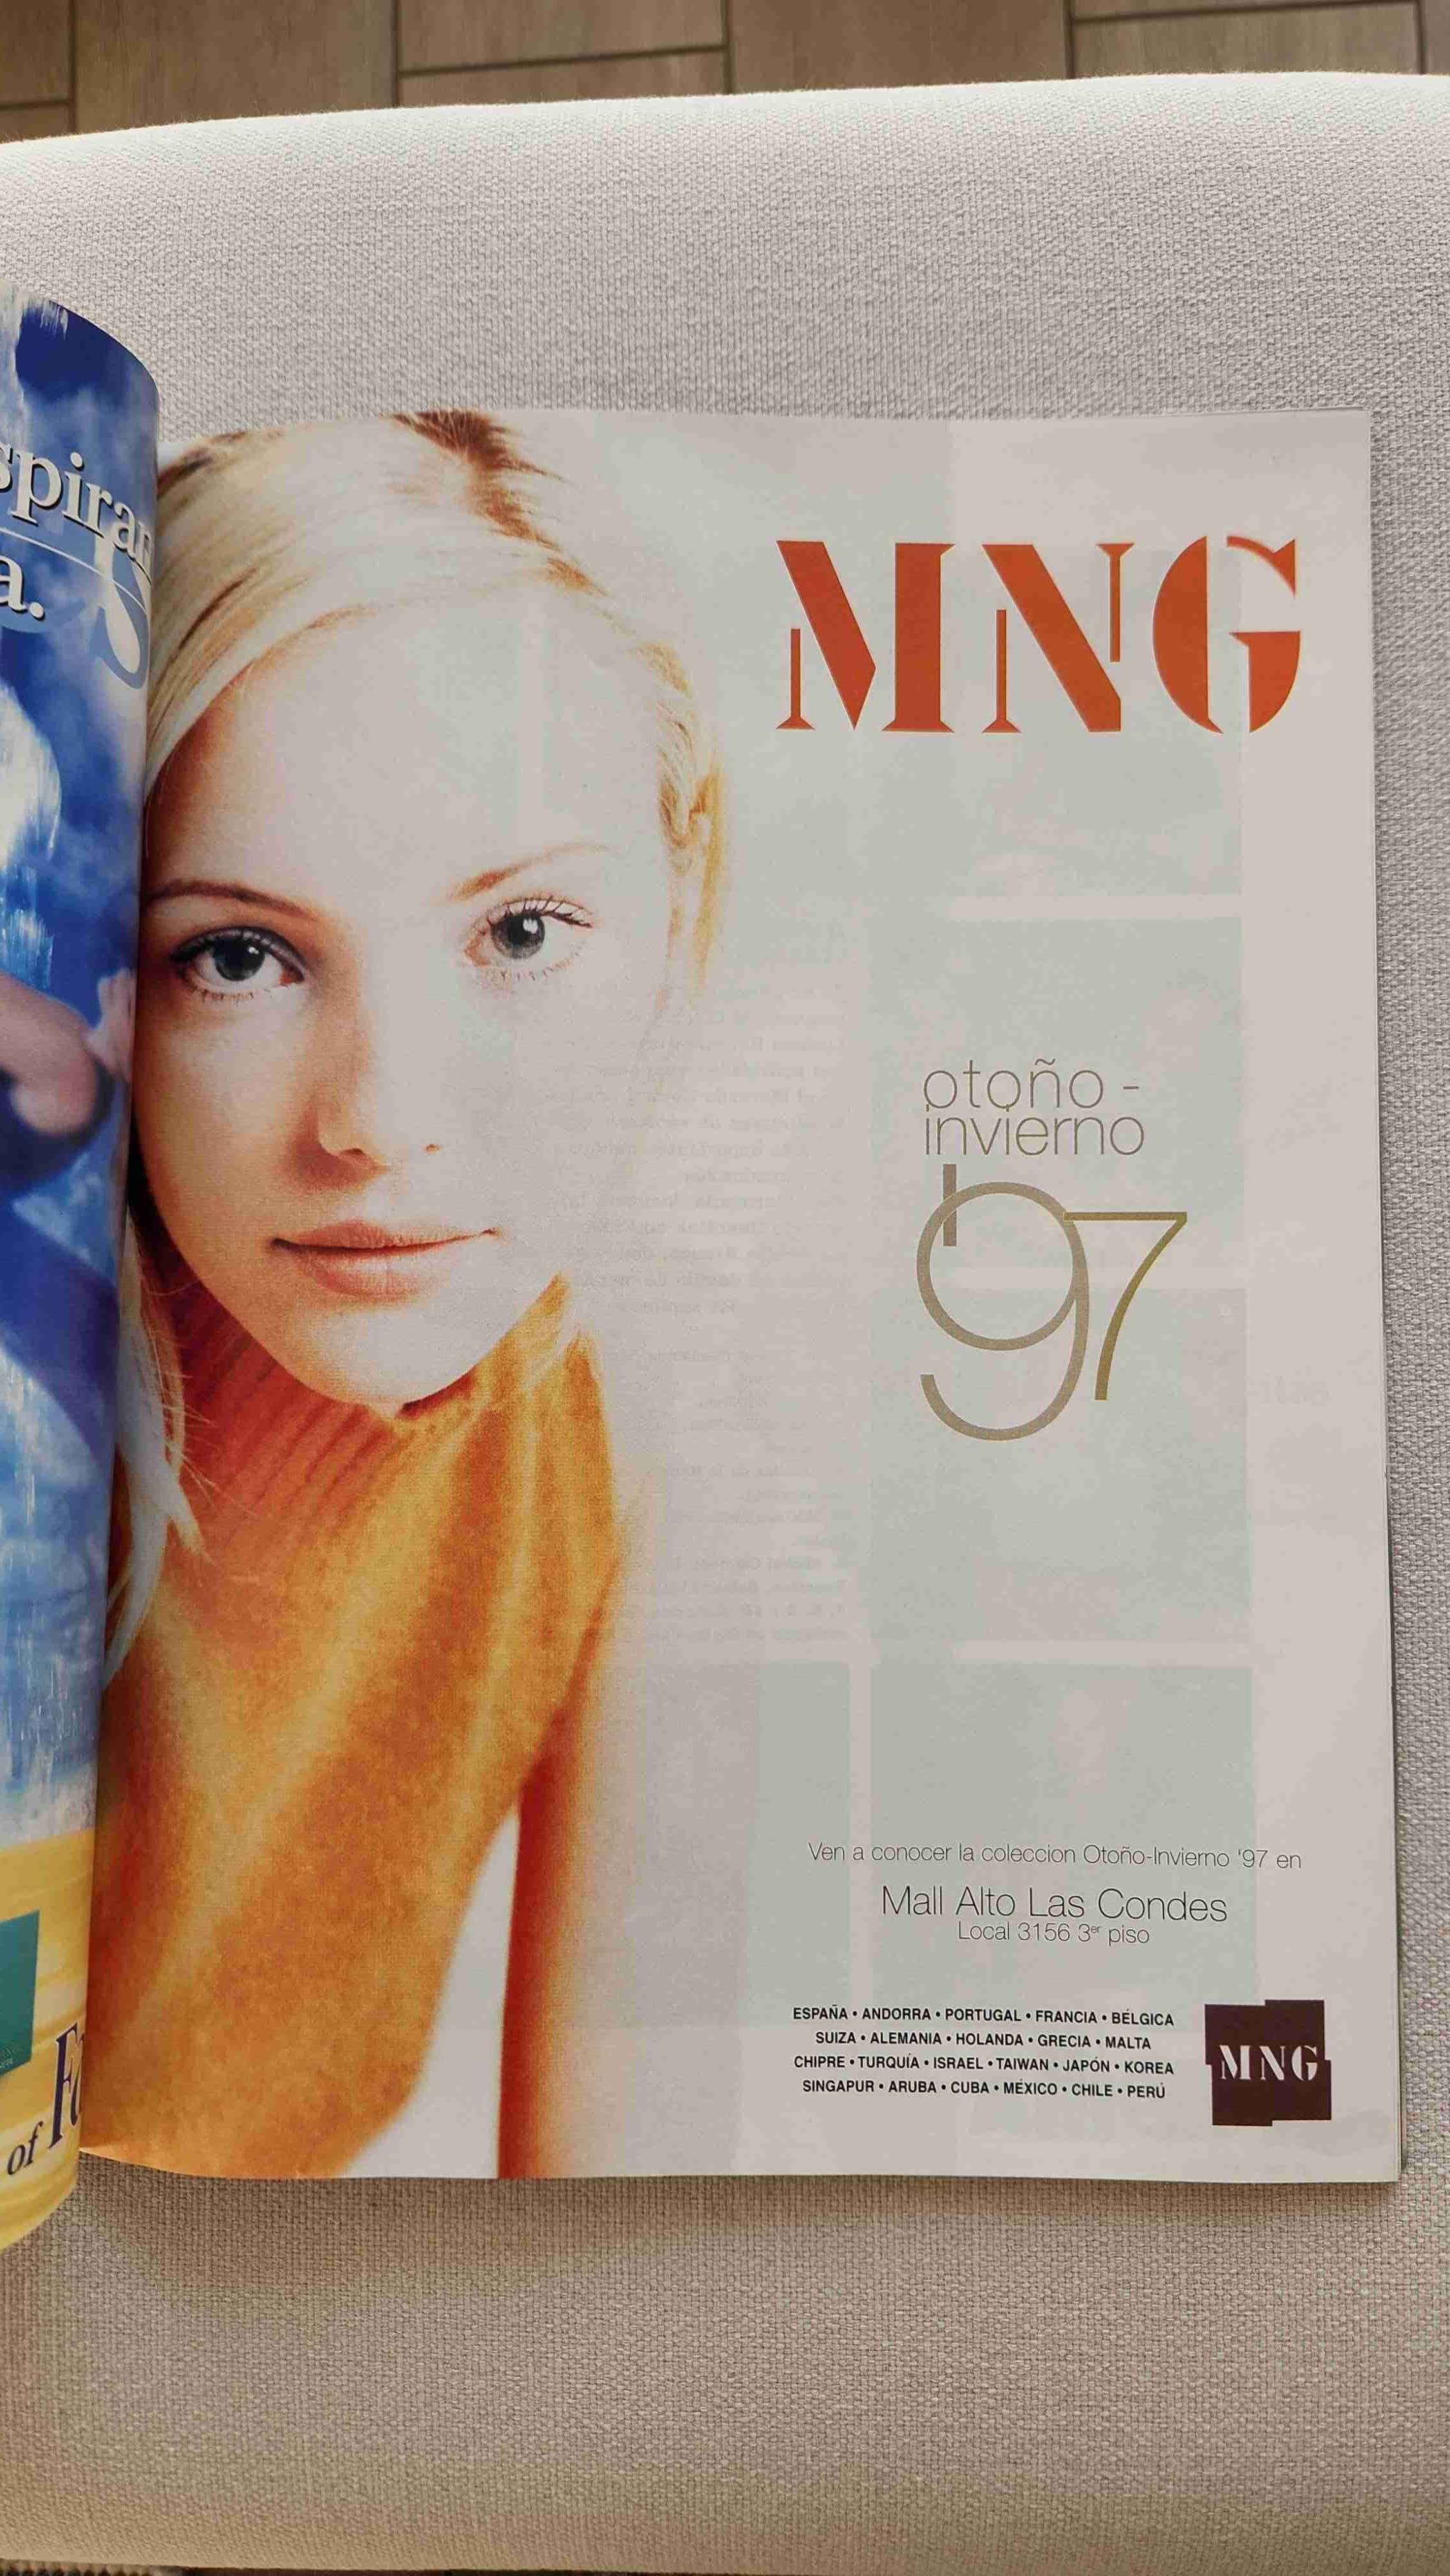 a.
of
MNG
otoño -
invierno
'97
Ven a conocer la coleccion Otoño-Invierno '97 en
Mall Alto Las Condes
Local 3156 3er piso
ESPAÑA • ANDORRA • PORTUGAL • FRANCIA • BÉLGICA
SUIZA • ALEMANIA • HOLANDA • GRECIA • MALTA
CHIPRE • TURQUÍA • ISRAEL • TAIWAN • JAPÓN • KOREA
SINGAPUR • ARUBA • CUBA • MÉXICO • CHILE • PERÚ
MNG